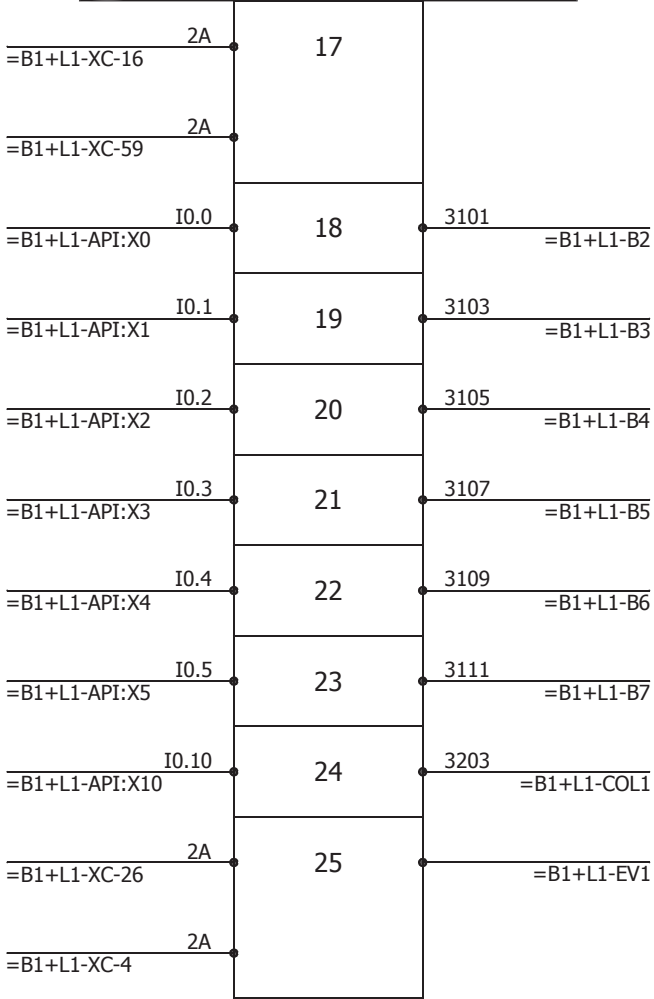 2A
17
=B1+L1-XC-16
2A
=B1+L1-XC-59
I0.0
18
3101
=B1+L1-API:X0
=B1+L1-B2
I0.1
19
3103
=B1+L1-API:X1
=B1+L1-B3
I0.2
20
3105
=B1+L1-API:X2
=B1+L1-B4
I0.3
21
3107
=B1+L1-API:X3
=B1+L1-B5
I0.4
22
3109
=B1+L1-API:X4
=B1+L1-B6
I0.5
23
3111
=B1+L1-API:X5
=B1+L1-B7
I0.10
24
3203
=B1+L1-API:X10
=B1+L1-COL1
2A
25
=B1+L1-XC-26
=B1+L1-EV1
2A
=B1+L1-XC-4